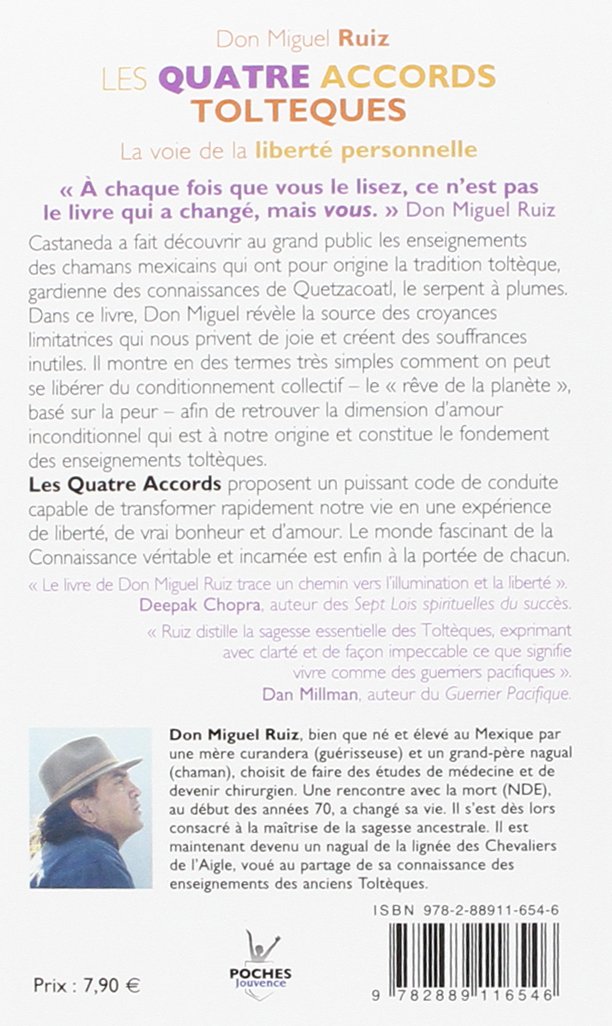 Don Miguel Ruiz
LES QUATRE ACCORDS
TOLTEQUES
La voie de la liberté personnelle
« À chaque fois que vous le lisez, ce n'est pas
le livre qui a changé, mais vous. » Don Miguel Ruiz
Castaneda a fait découvrir au grand public les enseignements
des chamans mexicains qui ont pour origine la tradition toltèque,
gardienne des connaissances de Quetzacoatl, le serpent à plumes.
Dans ce livre, Don Miguel révèle la source des croyances
limitatrices qui nous privent de joie et créent des souffrances
inutiles. Il montre en des termes très simples comment on peut
se libérer du conditionnement collectif – le « rêve de la planète »,
basé sur la peur – afin de retrouver la dimension d'amour
inconditionnel qui est à notre origine et constitue le fondement
des enseignements toltèques.
Les Quatre Accords proposent un puissant code de conduite
capable de transformer rapidement notre vie en une expérience
de liberté, de vrai bonheur et d'amour. Le monde fascinant de la
Connaissance véritable et incarnée est enfin à la portée de chacun.
« Le livre de Don Miguel Ruiz trace un chemin vers l'illumination et la liberté ».
Deepak Chopra, auteur des Sept Lois spirituelles du succès.
« Ruiz distille la sagesse essentielle des Toltèques, exprimant
avec clarté et de façon impeccable ce que signifie
vivre comme des guerriers pacifiques ».
Dan Millman, auteur du Guerrier Pacifique.
Don Miguel Ruiz, bien que né et élevé au Mexique par
une mère curandera (guérisseuse) et un grand-père nagual
(chaman), choisit de faire des études de médecine et de
devenir chirurgien. Une rencontre avec la mort (NDE),
au début des années 70, a changé sa vie. Il s'est dès lors
consacré à la maîtrise de la sagesse ancestrale. Il est
maintenant devenu un nagual de la lignée des Chevaliers
de l'Aigle, voué au partage de sa connaissance des
enseignements des anciens Toltèques.
ISBN 978-2-88911-654-6
Prix : 7,90 €
POCHES
Jouvence
9 782889 116546